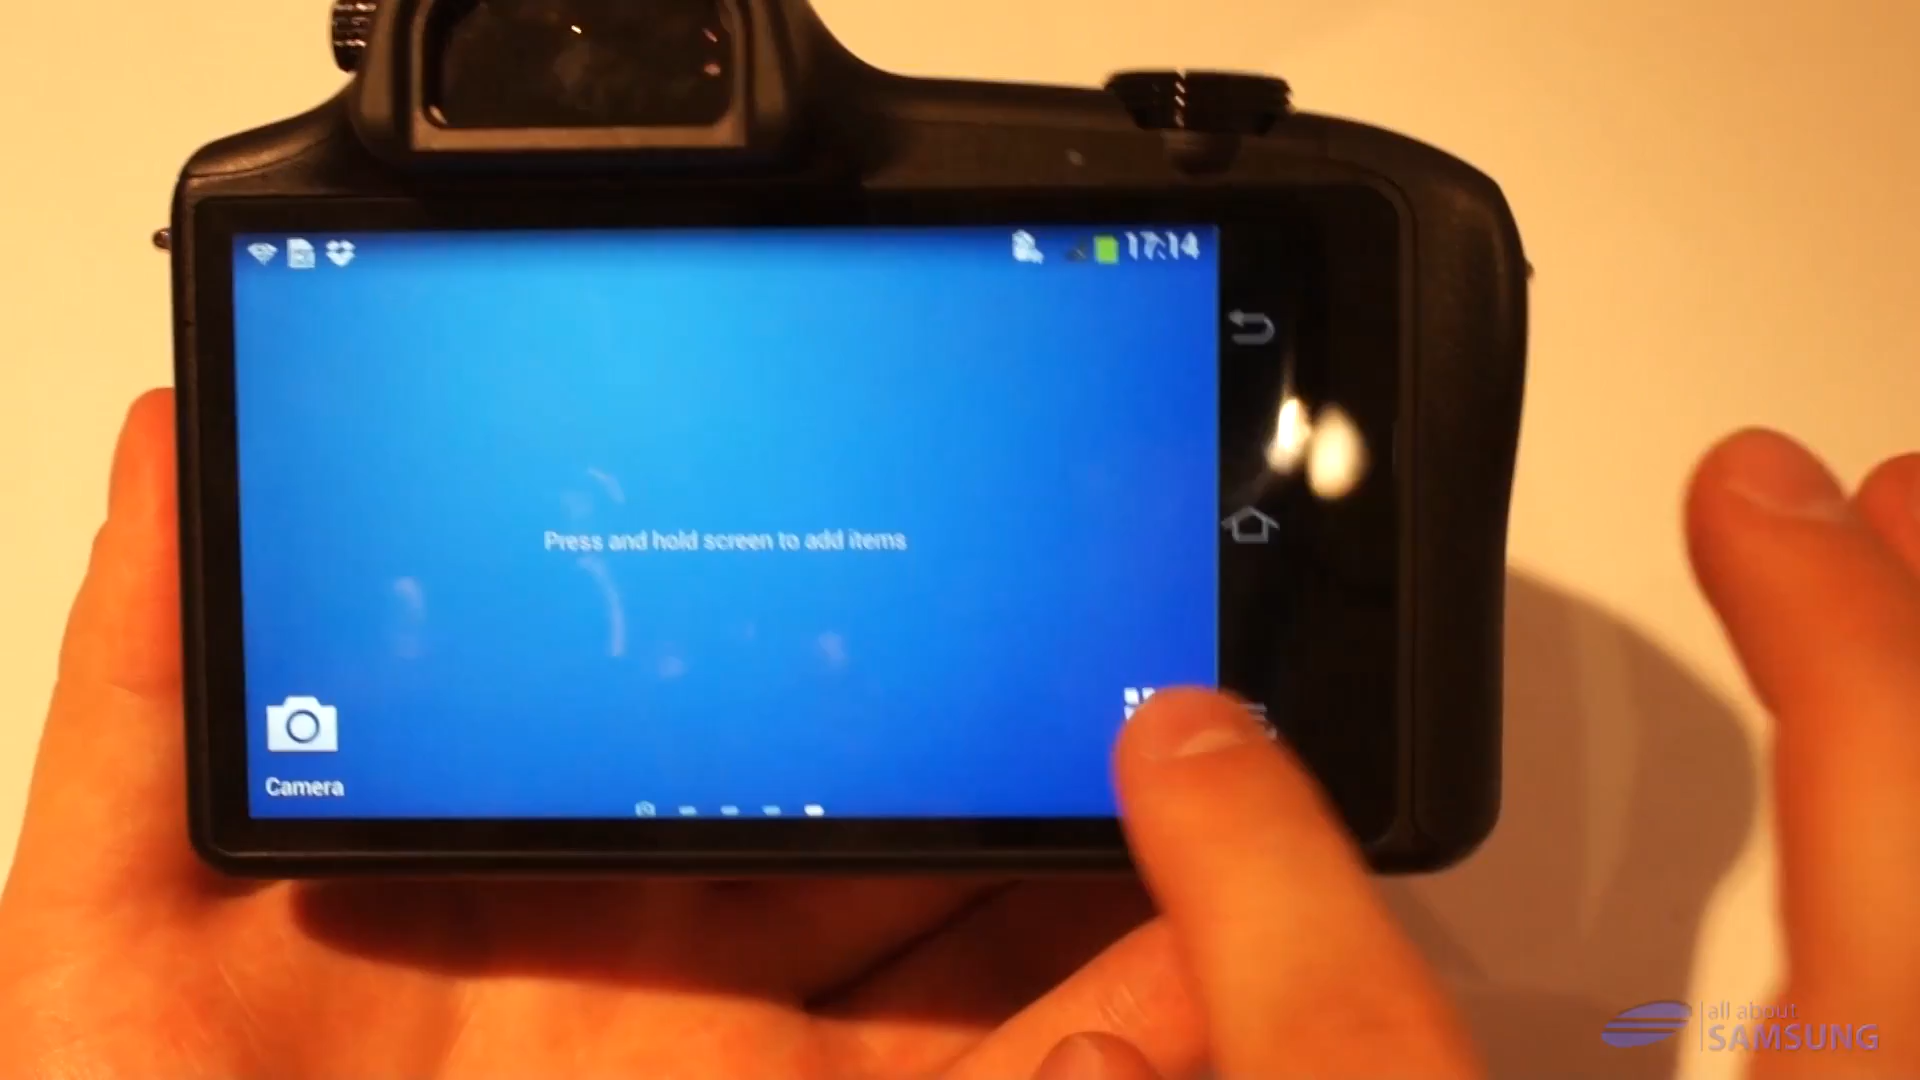 17:14
Press and hold screen to add items
Camera
all about
SAMSUNG